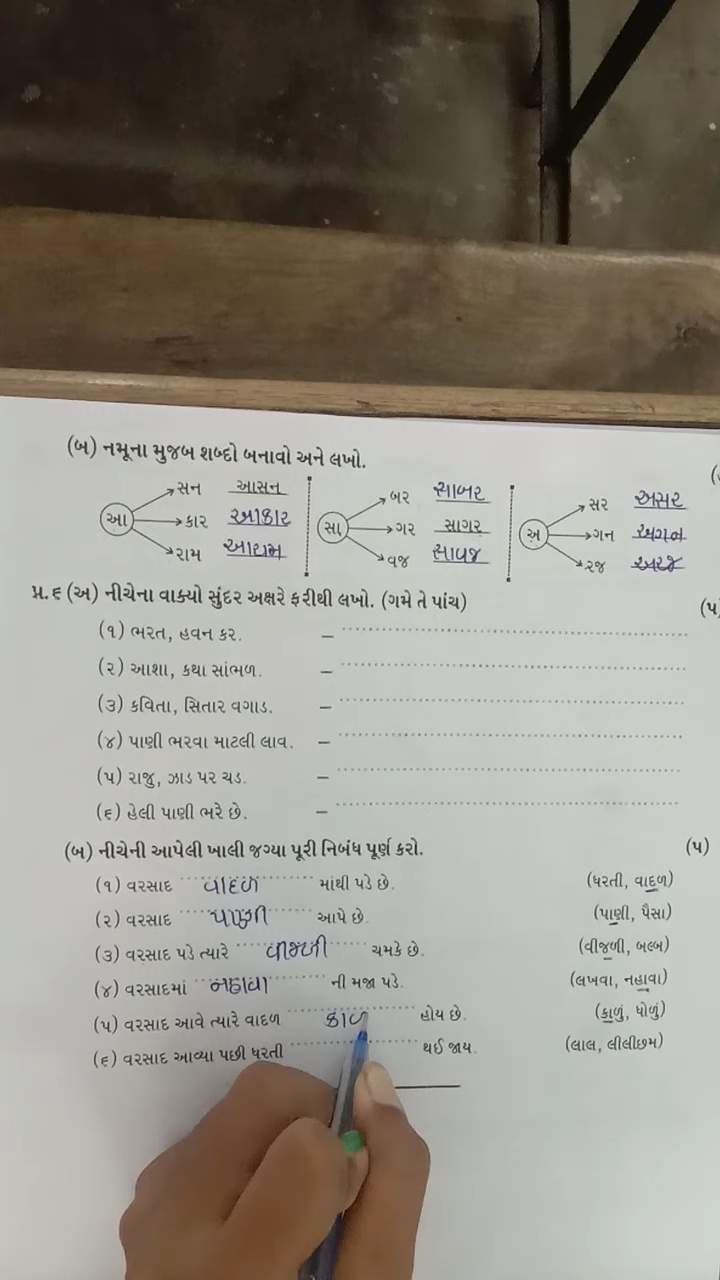 (બ) નમૂના મુજબ શબ્દો બનાવો અને લખો.
આ સન આસન સા બર સાબર અ સર અસર
કાર આકાર ગર સાગર ગન અગન
રામ આરામ વજ સાવજ રજ અરજ
પ્ર.૬ (અ) નીચેના વાક્યો સુંદર અક્ષરે ફરીથી લખો. (ગમે તે પાંચ) (૫
(૧) ભરત, હવન કર. –
(૨) આશા, કથા સાંભળ. –
(૩) કવિતા, સિતાર વગાડ. –
(૪) પાણી ભરવા માટલી લાવ. –
(૫) રાજુ, ઝાડ પર ચડ. –
(૬) હેલી પાણી ભરે છે. –
(બ) નીચેની આપેલી ખાલી જગ્યા પૂરી નિબંધ પૂર્ણ કરો. (૫)
(૧) વરસાદ વાદળ માંથી પડે છે. (ધરતી, વાદળ)
(૨) વરસાદ પાણી આપે છે. (પાણી, પૈસા)
(૩) વરસાદ પડે ત્યારે વીજળી ચમકે છે. (વીજળી, બલ્બ)
(૪) વરસાદમાં નહાવા ની મજા પડે. (લખવા, નહાવા)
(૫) વરસાદ આવે ત્યારે વાદળ કાળ હોય છે. (કાળું, ધોળું)
(૬) વરસાદ આવ્યા પછી ધરતી થઈ જાય. (લાલ, લીલીછમ)